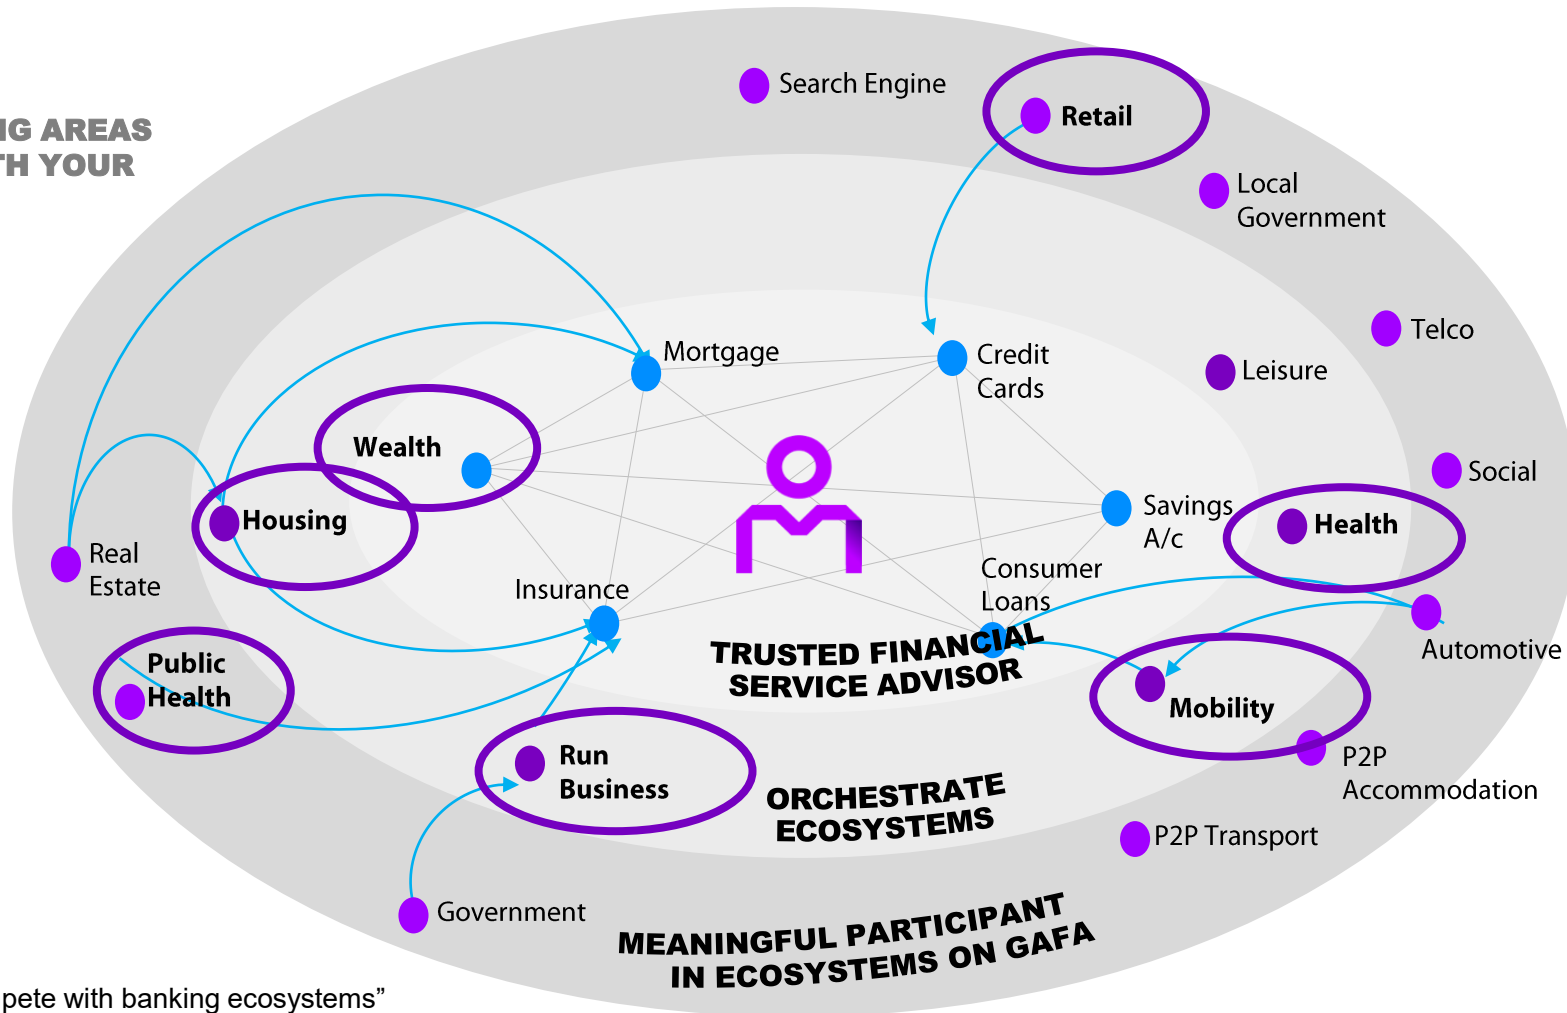 Search Engine
Retail
NG AREAS
TH YOUR
Local
Government
Telco
Mortgage
Credit
Cards
Leisure
Wealth
Social
Housing
Savings
A/c
Health
Real
Estate
Insurance
Consumer
Loans
TRUSTED FINANCIAL
SERVICE ADVISOR
Automotive
Public
Health
Mobility
Run
Business
P2P
Accommodation
ORCHESTRATE
ECOSYSTEMS
P2P Transport
Government
MEANINGFUL PARTICIPANT
IN ECOSYSTEMS ON GAFA
pete with banking ecosystems”